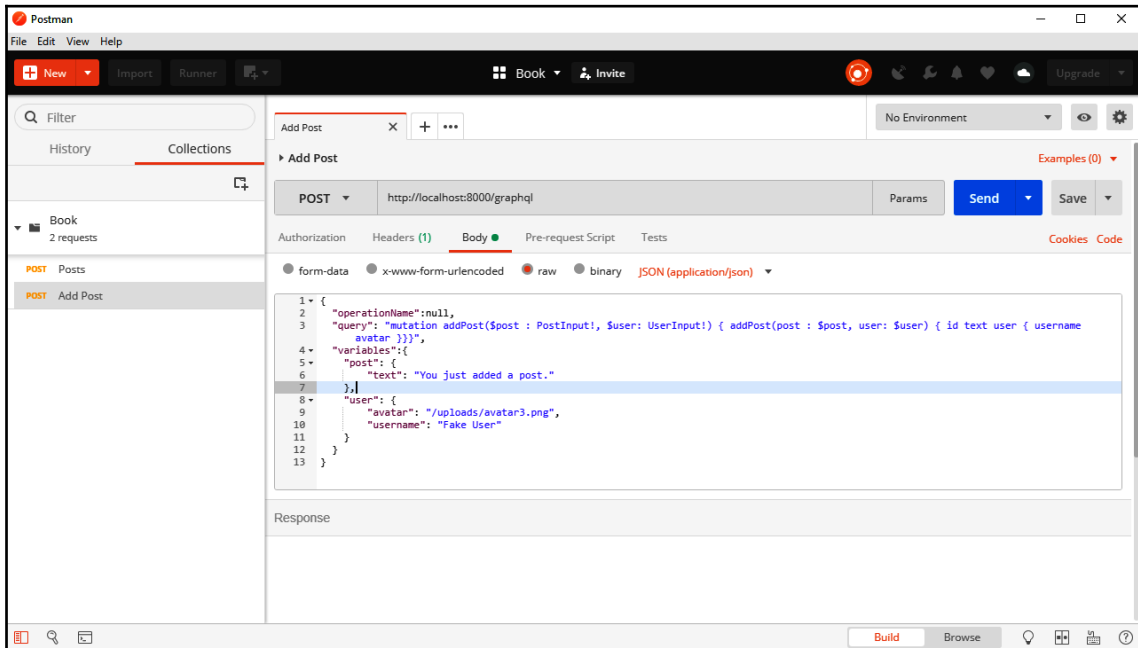 Postman
File Edit View Help
New Import Runner Book Invite Upgrade
Filter
History Collections
Book
2 requests
POST Posts
POST Add Post
Add Post ••• No Environment
Add Post Examples (0)
POST http://localhost:8000/graphql Params Send Save
Authorization Headers (1) Body Pre-request Script Tests Cookies Code
form-data x-www-form-urlencoded raw binary JSON (application/json)
1 {
2 "operationName":null,
3 "query": "mutation addPost($post : PostInput!, $user: UserInput!) { addPost(post : $post, user: $user) { id text user { username
avatar }}}",
4 "variables":{
5 "post": {
6 "text": "You just added a post."
7 },
8 "user": {
9 "avatar": "/uploads/avatar3.png",
10 "username": "Fake User"
11 }
12 }
13 }
Response
Build Browse